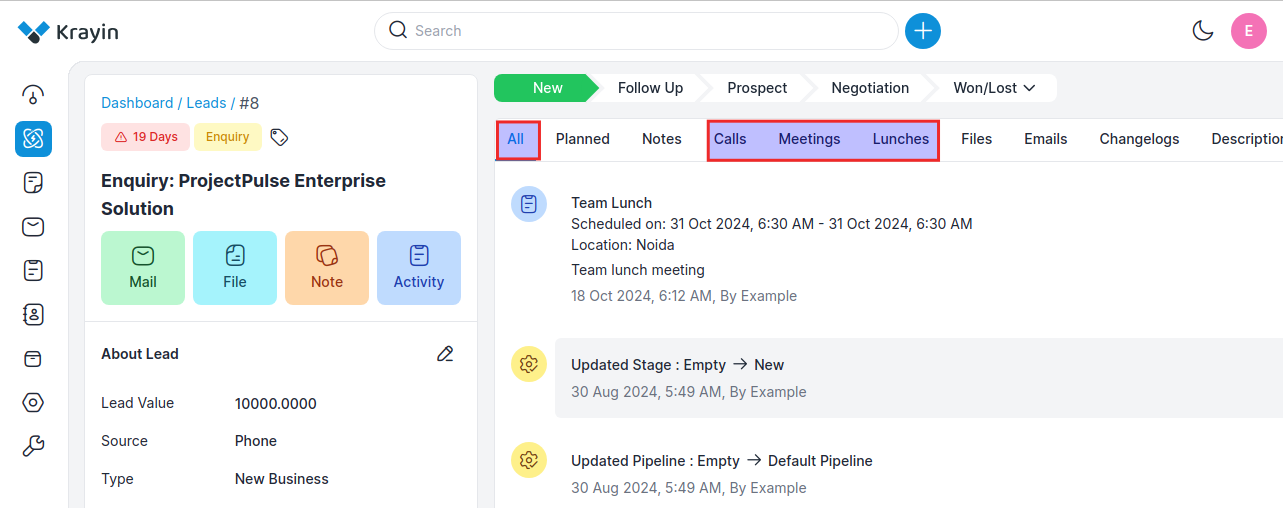 Krayin
Search
E
Dashboard / Leads / #8
19 Days
Enquiry
Enquiry: ProjectPulse Enterprise
Solution
Mail
File
Note
Activity
About Lead
Lead Value 10000.0000
Source Phone
Type New Business
New
Follow Up
Prospect
Negotiation
Won/Lost
All
Planned
Notes
Calls
Meetings
Lunches
Files
Emails
Changelogs
Descriptio
Team Lunch
Scheduled on: 31 Oct 2024, 6:30 AM - 31 Oct 2024, 6:30 AM
Location: Noida
Team lunch meeting
18 Oct 2024, 6:12 AM, By Example
Updated Stage : Empty → New
30 Aug 2024, 5:49 AM, By Example
Updated Pipeline : Empty → Default Pipeline
30 Aug 2024, 5:49 AM, By Example